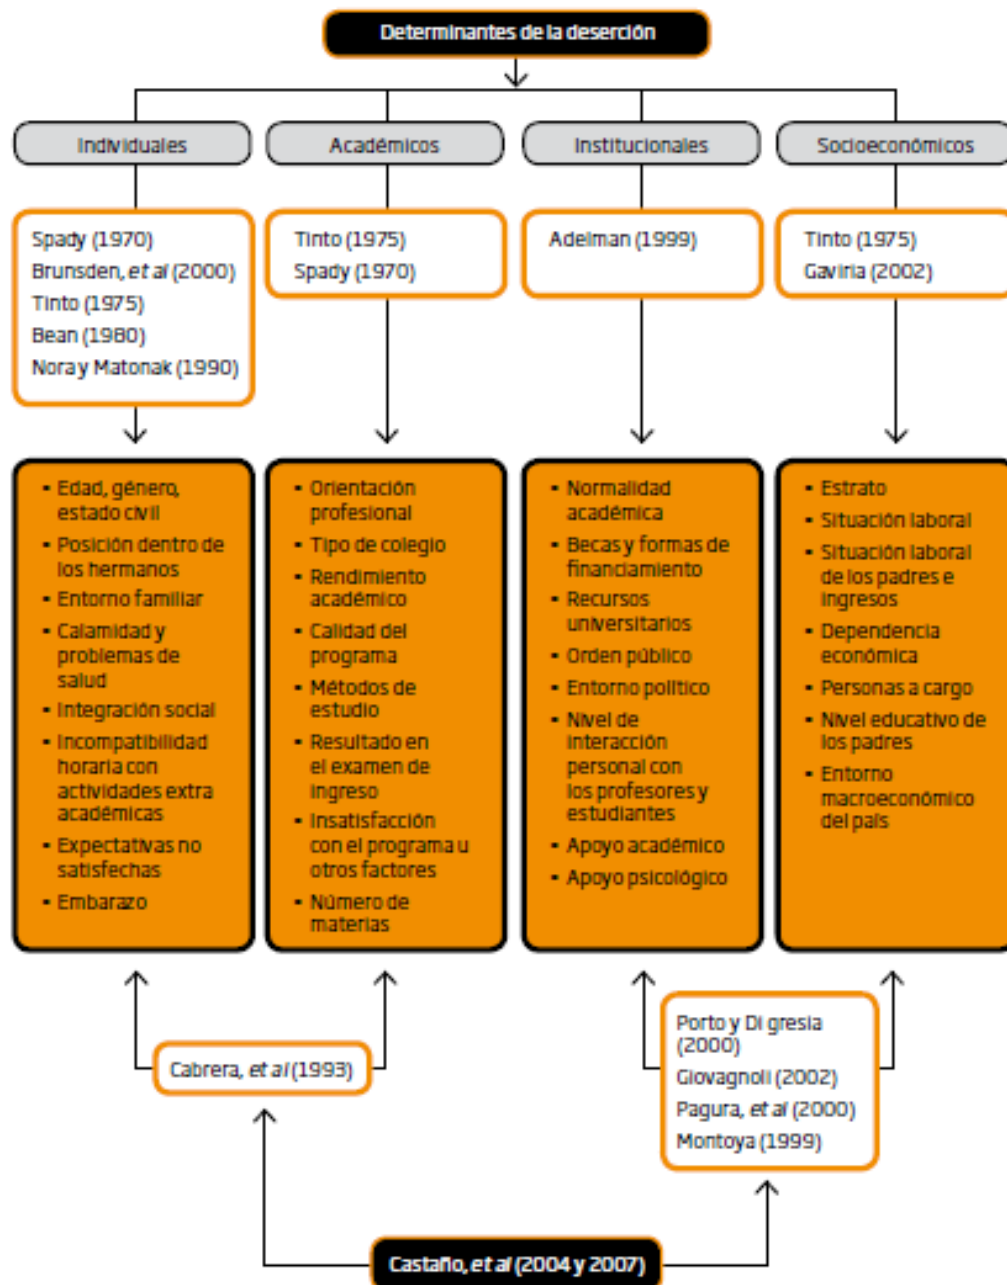 Determinantes de la deserción
Individuales
Académicos
Institucionales
Socioeconómicos
Spady (1970)
Brunsden, et al (2000)
Tinto (1975)
Bean (1980)
Nora y Matonak (1990)
Tinto (1975)
Spady (1970)
Adelman (1999)
Tinto (1975)
Gaviria (2002)
▪ Edad, género,
estado civil
▪ Posición dentro de
los hermanos
▪ Entorno familiar
▪ Calamidad y
problemas de
salud
▪ Integración social
▪ Incompatibilidad
horaria con
actividades extra
académicas
▪ Expectativas no
satisfechas
▪ Embarazo
▪ Orientación
profesional
▪ Tipo de colegio
▪ Rendimiento
académico
▪ Calidad del
programa
▪ Métodos de
estudio
▪ Resultado en
el examen de
ingreso
▪ Insatisfacción
con el programa u
otros factores
▪ Número de
materias
▪ Normalidad
académica
▪ Becas y formas de
financiamiento
▪ Recursos
universitarios
▪ Orden público
▪ Entorno político
▪ Nivel de
interacción
personal con
los profesores y
estudiantes
▪ Apoyo académico
▪ Apoyo psicológico
▪ Estrato
▪ Situación laboral
▪ Situación laboral
de los padres e
ingresos
▪ Dependencia
económica
▪ Personas a cargo
▪ Nivel educativo de
los padres
▪ Entorno
macroeconómico
del país
Cabrera, et al (1993)
Porto y Di gresia
(2000)
Giovagnoli (2002)
Pagura, et al (2000)
Montoya (1999)
Castaño, et al (2004 y 2007)